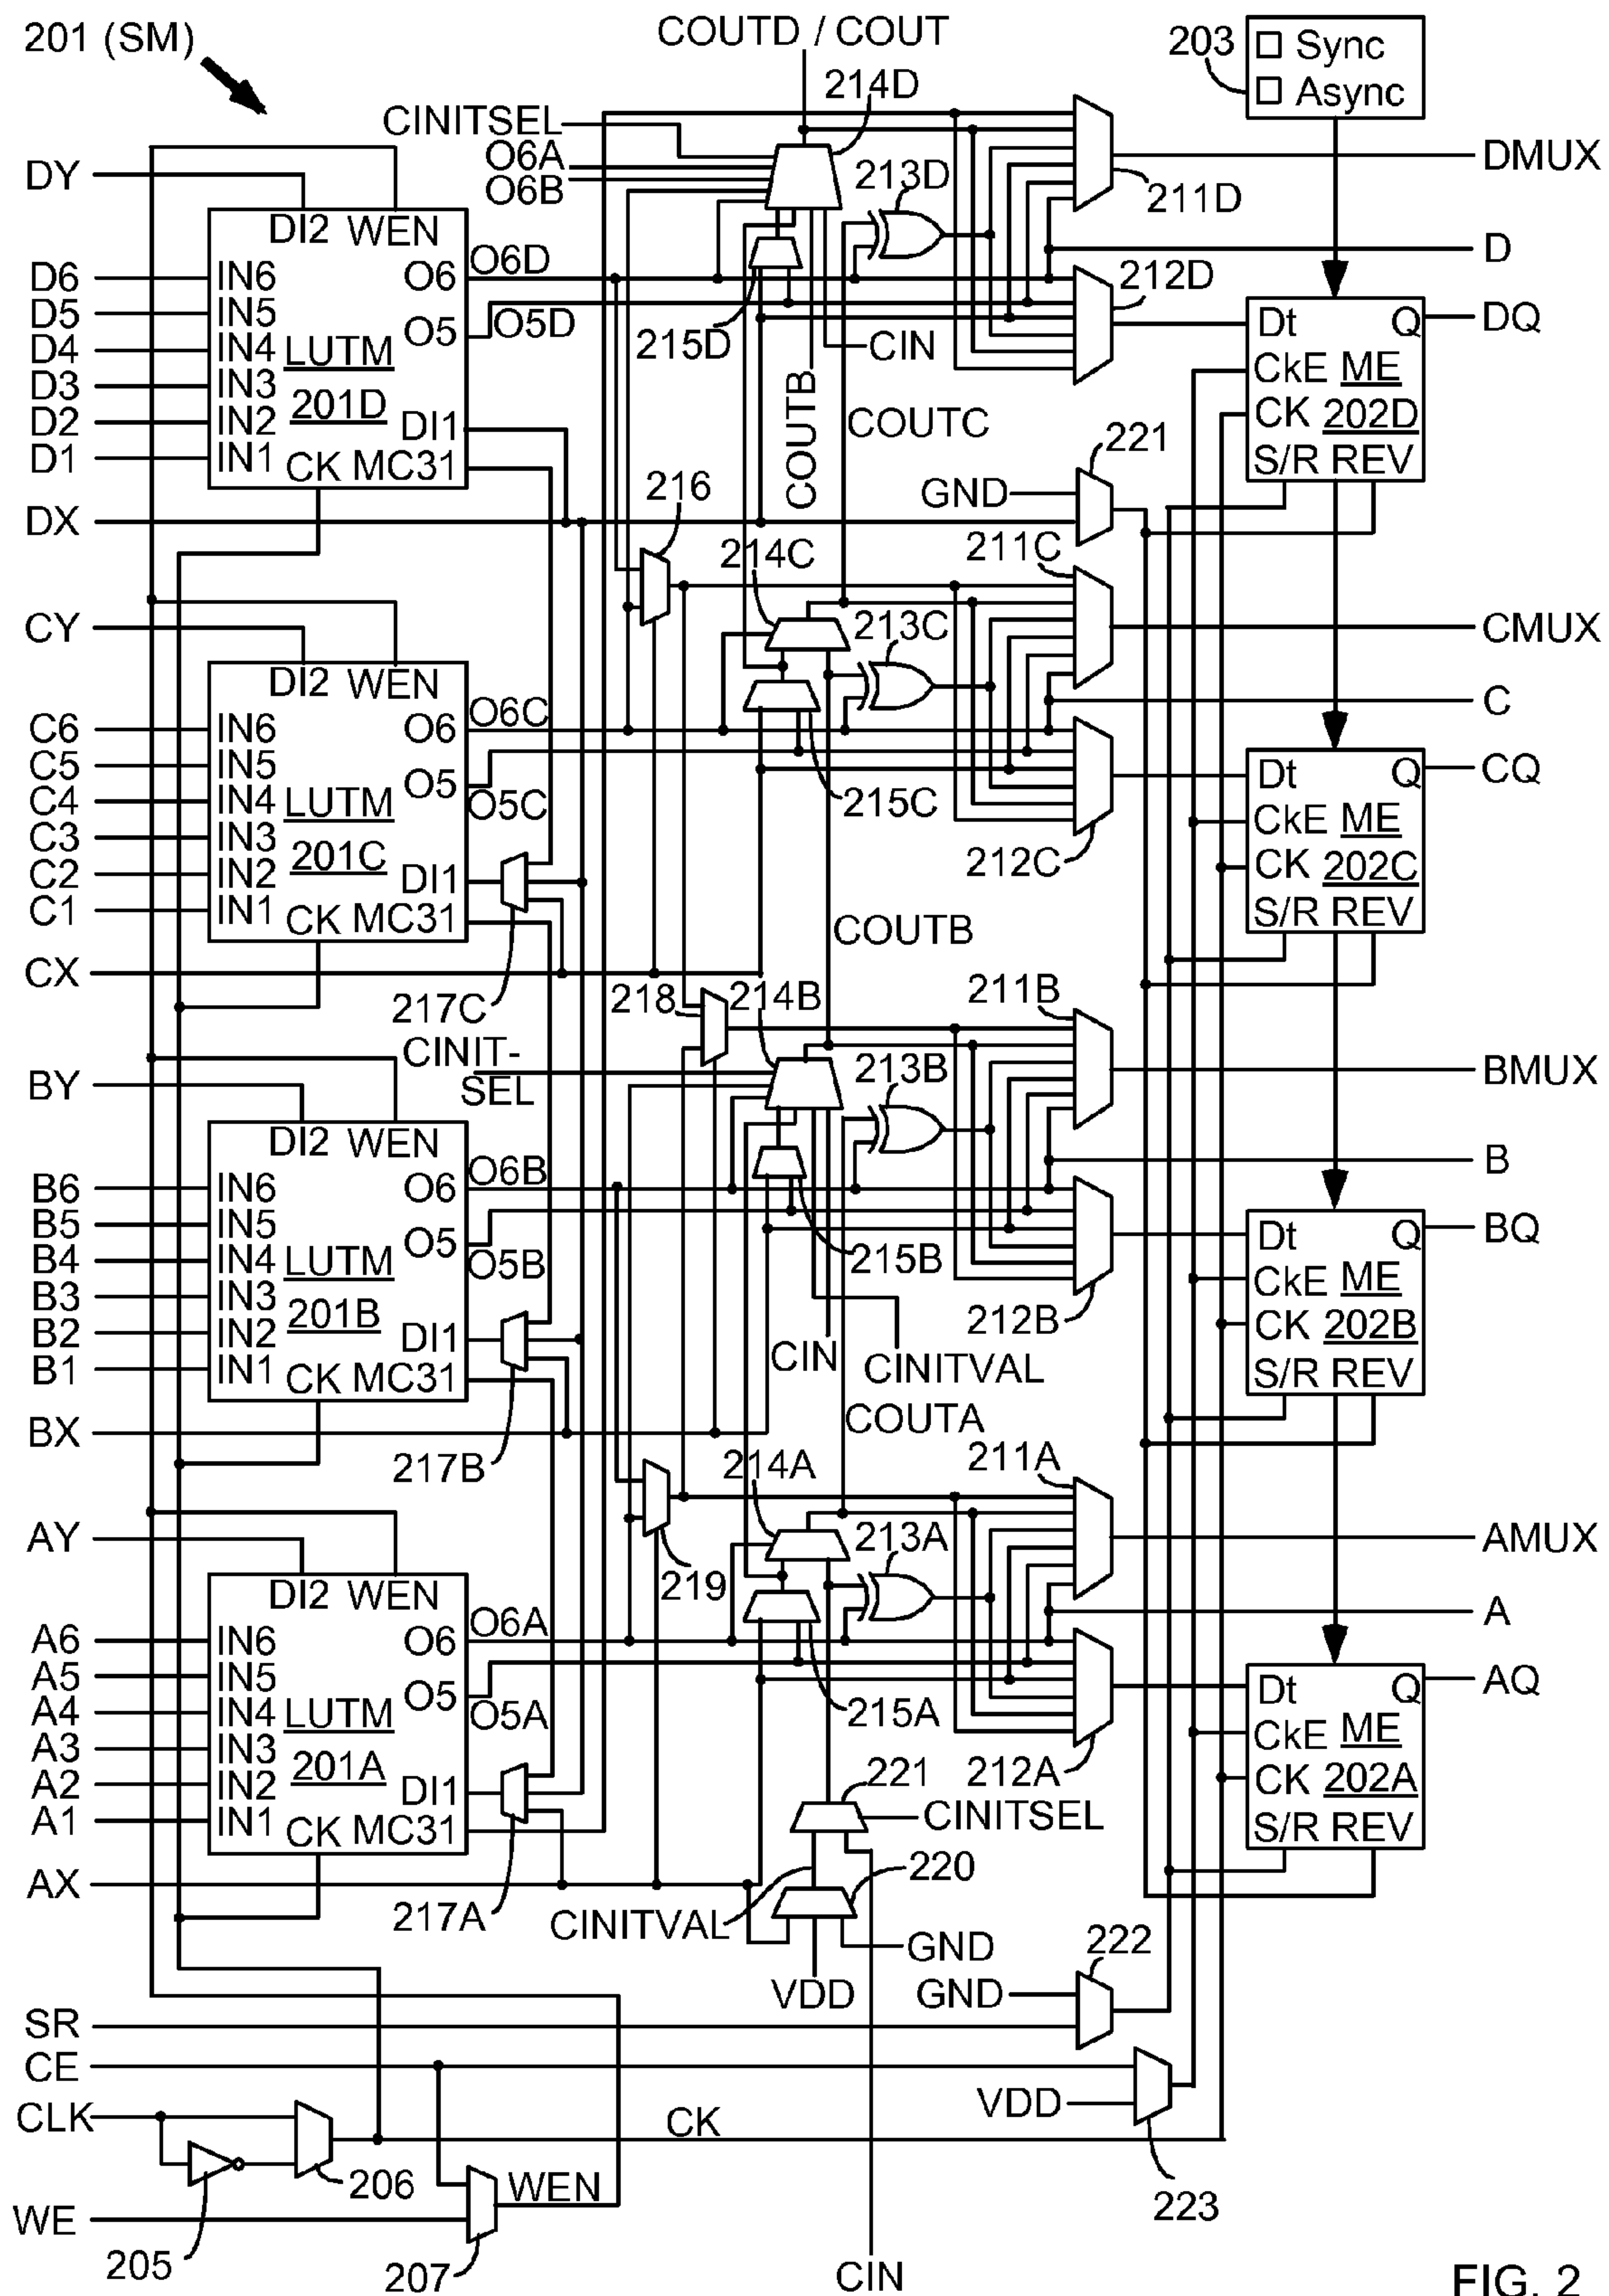 201 (SM)
COUTD / COUT
203
Sync
Async
214D
CINITSEL
O6A
O6B
213D
211D
DMUX
DY
DI2 WEN
D6
D5
D4
D3
D2
D1
IN6
IN5
IN4
IN3
IN2
IN1
LUTM
201D
O6
O5
DI1
CK MC31
O6D
O5D
215D
CIN
COUTB
COUTC
212D
D
DQ
Dt Q
CkE ME
CK 202D
S/R REV
DX
216
GND
221
211C
214C
213C
CMUX
CY
DI2 WEN
C6
C5
C4
C3
C2
C1
IN6
IN5
IN4
IN3
IN2
IN1
LUTM
201C
O6
O5
DI1
CK MC31
O6C
O5C
215C
212C
C
CQ
Dt Q
CkE ME
CK 202C
S/R REV
CX
217C
COUTB
218
214B
211B
CINIT-
SEL
213B
BMUX
BY
DI2 WEN
B6
B5
B4
B3
B2
B1
IN6
IN5
IN4
IN3
IN2
IN1
LUTM
201B
O6
O5
DI1
CK MC31
O6B
O5B
215B
212B
B
BQ
Dt Q
CkE ME
CK 202B
S/R REV
CIN
CINITVAL
COUTA
BX
217B
214A
211A
213A
219
AMUX
AY
DI2 WEN
A6
A5
A4
A3
A2
A1
IN6
IN5
IN4
IN3
IN2
IN1
LUTM
201A
O6
O5
DI1
CK MC31
O6A
O5A
215A
212A
A
AQ
Dt Q
CkE ME
CK 202A
S/R REV
221
CINITSEL
AX
217A
220
CINITVAL
GND
VDD
222
GND
SR
CE
VDD
223
CLK
CK
205
206
WEN
WE
207
CIN
FIG. 2